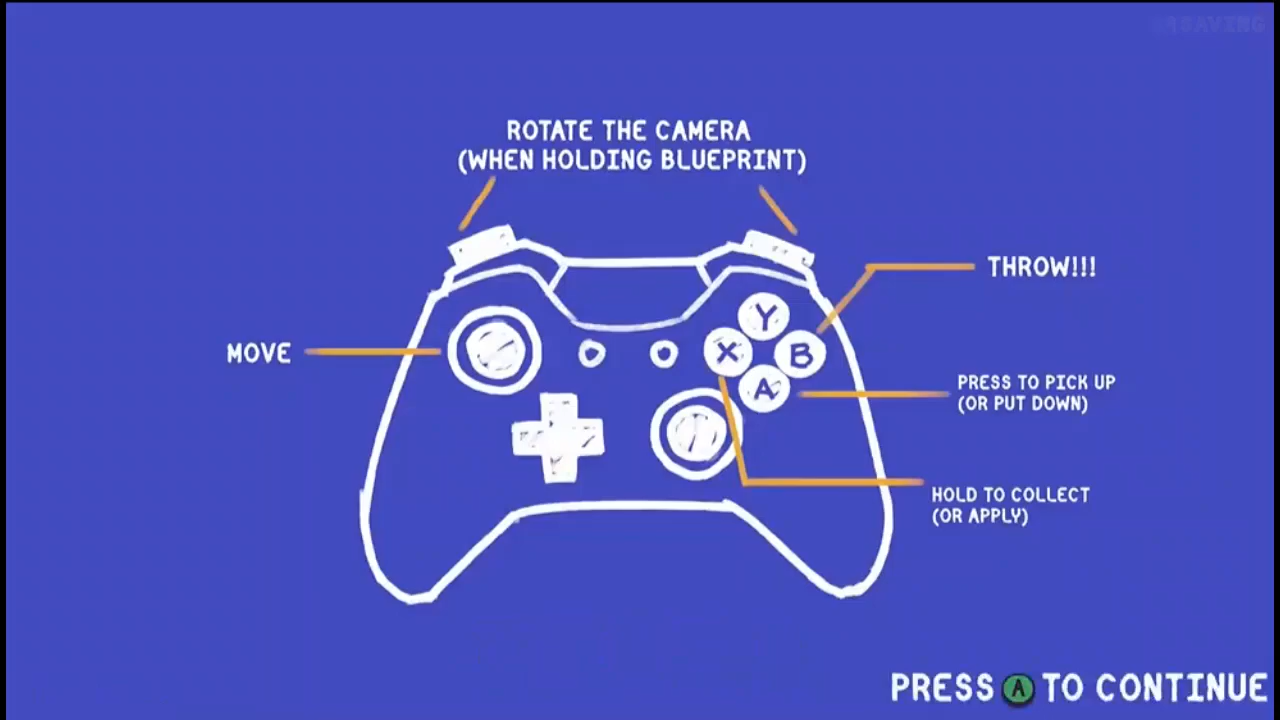 SAVING
ROTATE THE CAMERA
(WHEN HOLDING BLUEPRINT)
THROW!!!
MOVE
Y
X
B
A
PRESS TO PICK UP
(OR PUT DOWN)
HOLD TO COLLECT
(OR APPLY)
PRESS A TO CONTINUE